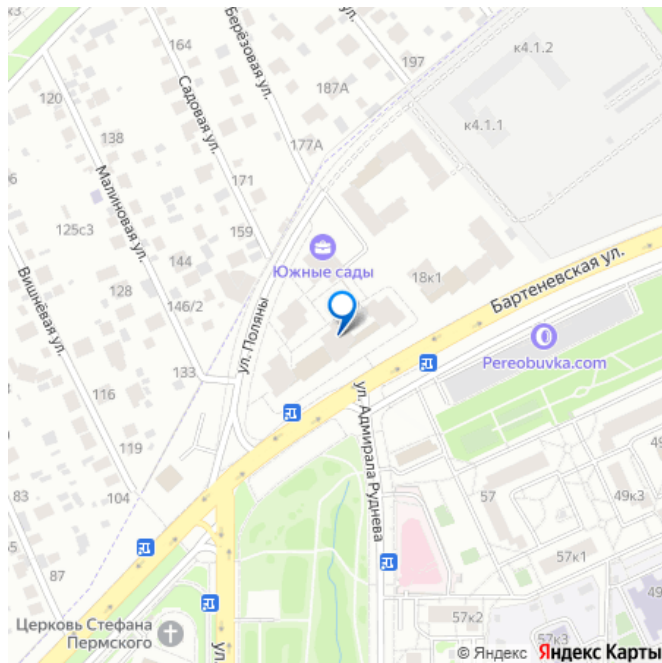 ул.
к4.1.2
164
Берёзовая ул.
197
187А
120
Садовая ул.
к4.1.1
138
177А
Малиновая ул.
171
125с3
159
Южные сады
144
18к1
Бартеневская ул.
Вишнёвая ул.
128
146/2
ул. Поляны
Pereobuvka.com
133
116
ул. Адмирала Руднева
119
83
104
57
49к3
87
57к1
Церковь Стефана
Пермского
57к2
57к3
ул.
© Яндекс Яндекс Карты